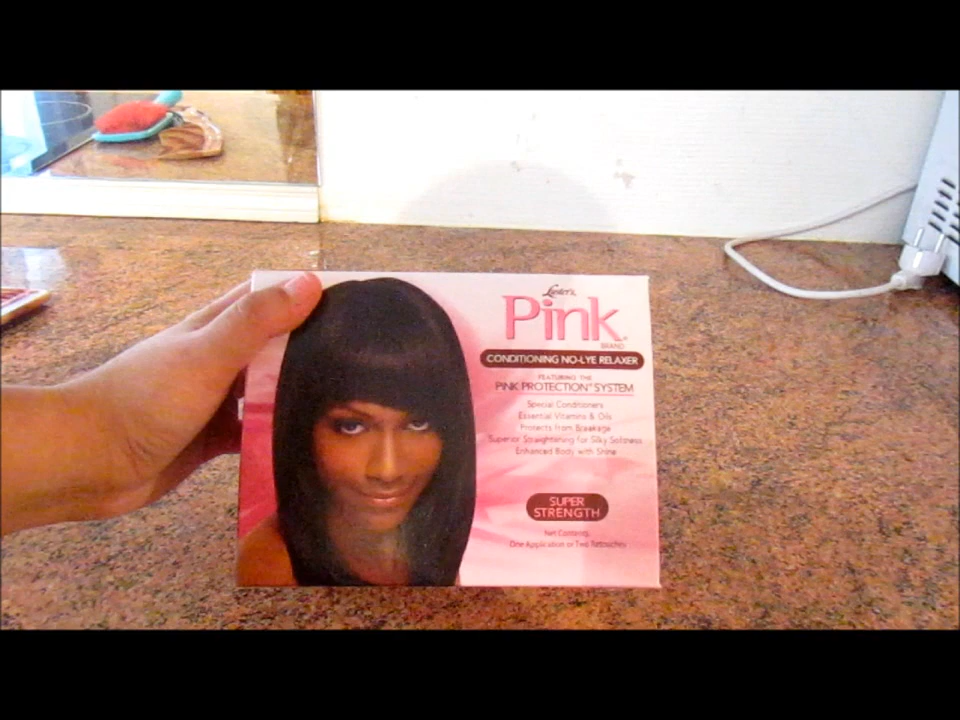 Luster's
Pink
BRAND
CONDITIONING NO-LYE RELAXER
FEATURING THE
PINK PROTECTION* SYSTEM
Special Conditioners
Essential Vitamins & Oils
Protects from Breakage
Superior Straightening for Silky Softness
Enhanced Body with Shine
SUPER
STRENGTH
Net Contents:
One Application or Two Retouches